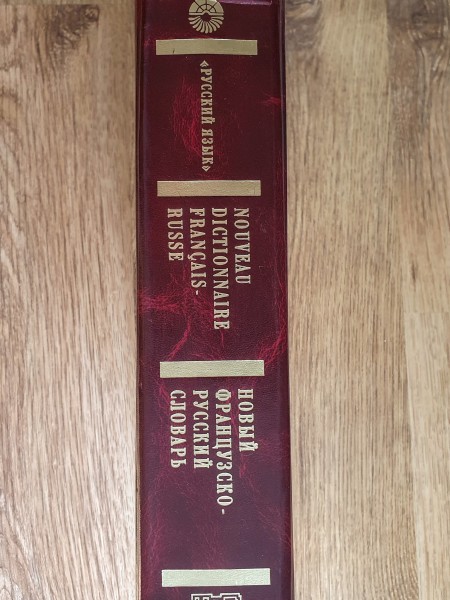 «РУССКИЙ ЯЗЫК»
NOUVEAU
DICTIONNAIRE
FRANÇAIS-
RUSSE
НОВЫЙ
ФРАНЦУЗСКО-
РУССКИЙ
СЛОВАРЬ